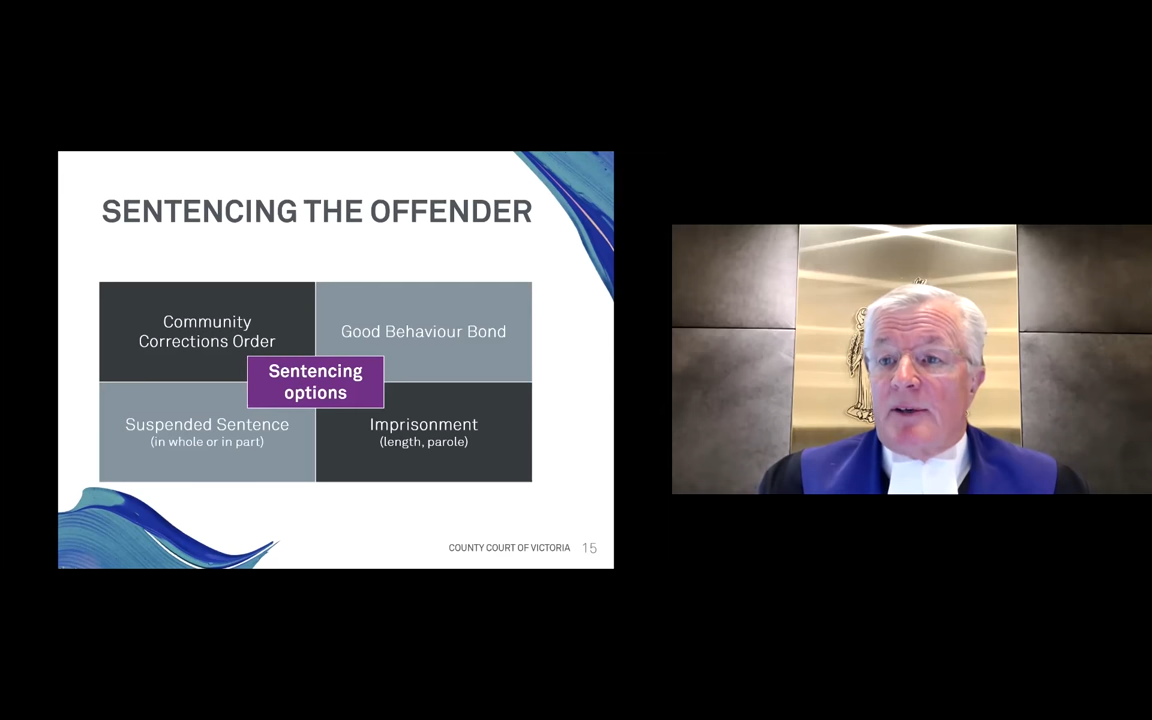 SENTENCING THE OFFENDER
Community
Corrections Order
Good Behaviour Bond
Sentencing
options
Suspended Sentence
(in whole or in part)
Imprisonment
(length, parole)
COUNTY COURT OF VICTORIA 15